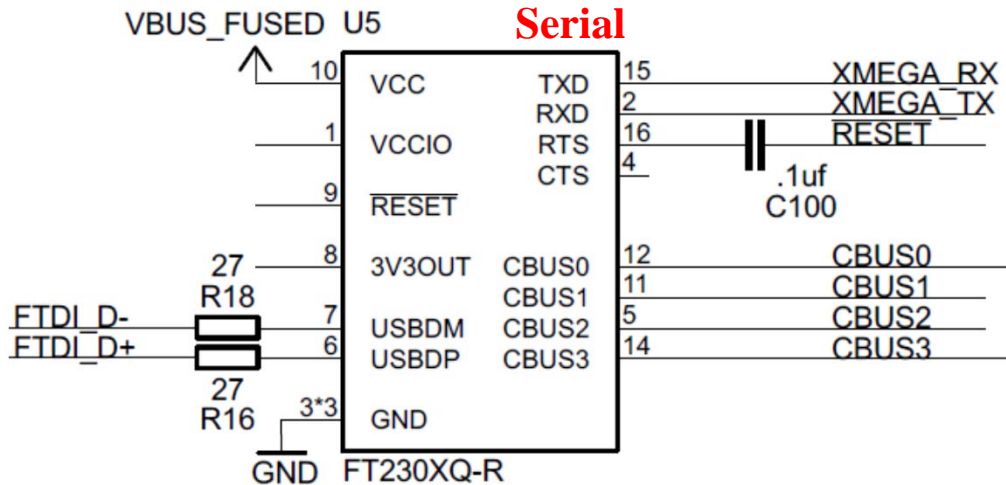 VBUS_FUSED U5 Serial
10 VCC TXD 15 XMEGA_RX
RXD 2 XMEGA_TX
1 VCCIO RTS 16 RESET
CTS 4
.1uf
C100
9 RESET
27 8 3V3OUT CBUS0 12 CBUS0
R18 CBUS1 11 CBUS1
FTDI_D- 7 USBDM CBUS2 5 CBUS2
FTDI_D+ 6 USBDP CBUS3 14 CBUS3
27
R16 3*3 GND
GND FT230XQ-R